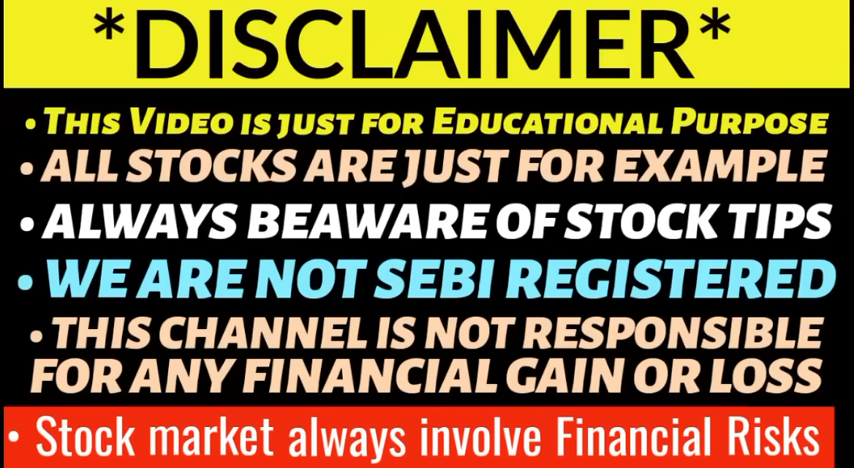 *DISCLAIMER*
• THIS VIDEO IS JUST FOR EDUCATIONAL PURPOSE
• ALL STOCKS ARE JUST FOR EXAMPLE
• ALWAYS BEAWARE OF STOCK TIPS
• WE ARE NOT SEBI REGISTERED
• THIS CHANNEL IS NOT RESPONSIBLE
FOR ANY FINANCIAL GAIN OR LOSS
• Stock market always involve Financial Risks